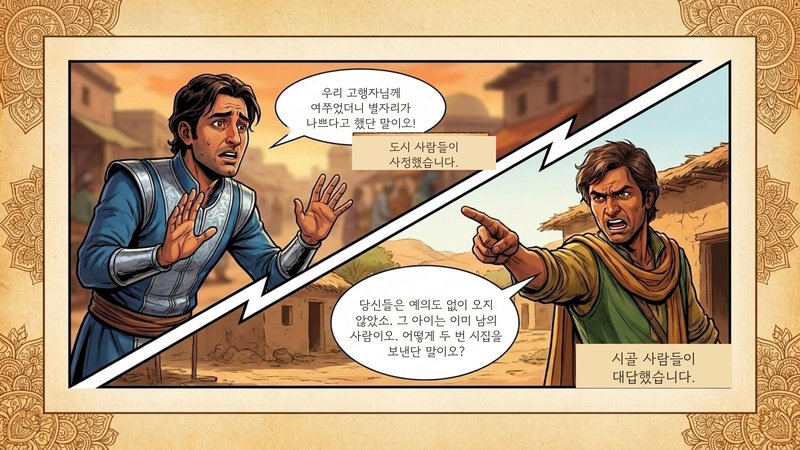 우리 고행자님께
여쭈었더니 별자리가
나쁘다고 했단 말이오!
도시 사람들이
사정했습니다.
당신들은 예의도 없이 오지
않았소. 그 아이는 이미 남의
사람이오. 어떻게 두 번 시집을
보낸단 말이오?
시골 사람들이
대답했습니다.